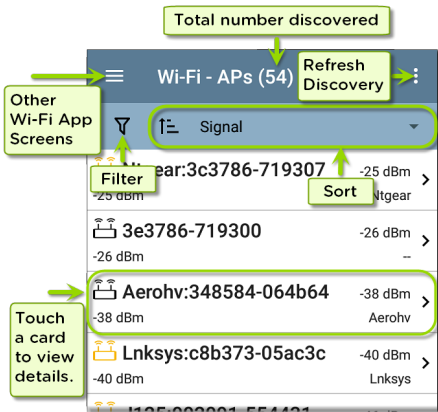 Total number discovered
Wi-Fi - APs (54)
Refresh
Discovery
Other
Wi-Fi App
Screens
Signal
Filter
Sort
:3c3786-719307
-25 dBm
-25 dBm
Ntgear
3e3786-719300
-26 dBm
-26 dBm
--
Aerohv:348584-064b64
-38 dBm
-38 dBm
Aerohv
Touch
a card
to view
details.
Lnksys:c8b373-05ac3c
-40 dBm
-40 dBm
Lnksys